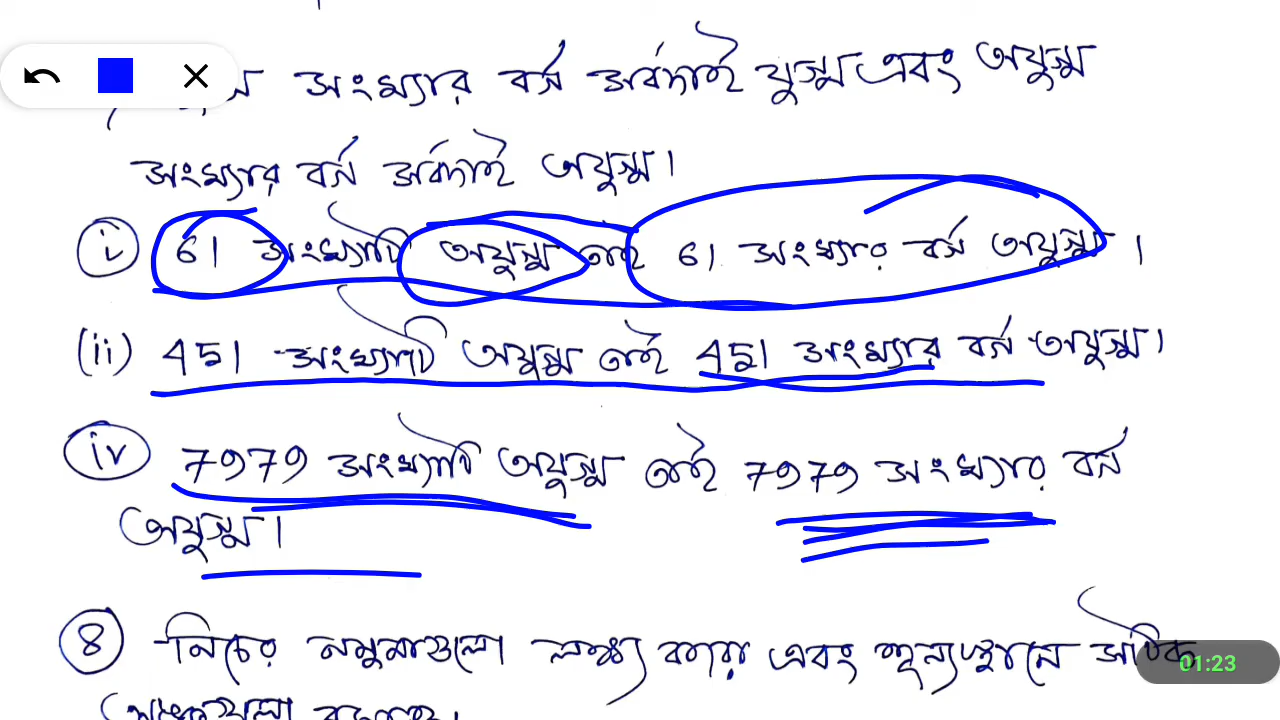 সংখ্যার বর্গ সর্বদাই যুগ্ম এবং অযুগ্ম
সংখ্যার বর্গ সর্বদাই অযুগ্ম।
(i) 61 সংখ্যাটি অযুগ্ম তাই 61 সংখ্যার বর্গ অযুগ্ম।
(ii) 451 সংখ্যাটি অযুগ্ম তাই 451 সংখ্যার বর্গ অযুগ্ম।
(iv) 7979 সংখ্যাটি অযুগ্ম তাই 7979 সংখ্যার বর্গ
অযুগ্ম।
৪ নিচের নমুনাগুলো লক্ষ্য করো এবং শূন্যস্থানে সঠিক
01:23